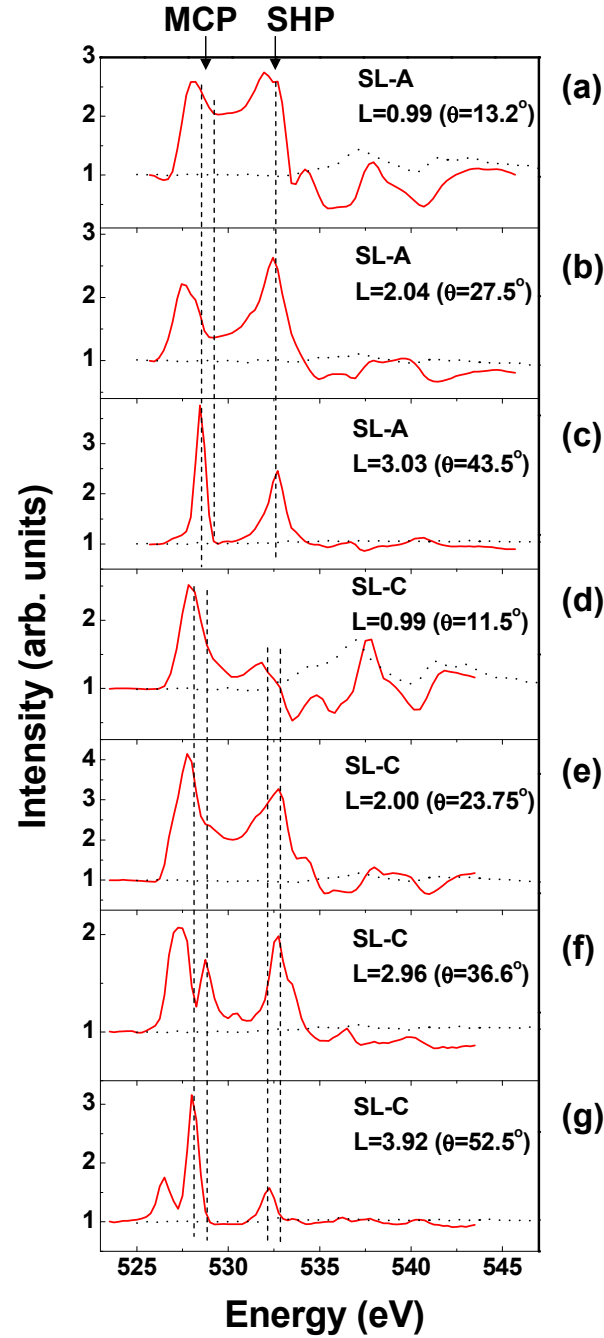 MCP SHP
3
2
1
SL-A
L=0.99 (θ=13.2°)
(a)
3
2
1
SL-A
L=2.04 (θ=27.5°)
(b)
3
2
1
SL-A
L=3.03 (θ=43.5°)
(c)
2
1
SL-C
L=0.99 (θ=11.5°)
(d)
4
3
2
1
SL-C
L=2.00 (θ=23.75°)
(e)
2
1
SL-C
L=2.96 (θ=36.6°)
(f)
3
2
1
SL-C
L=3.92 (θ=52.5°)
(g)
Intensity (arb. units)
525 530 535 540 545
Energy (eV)